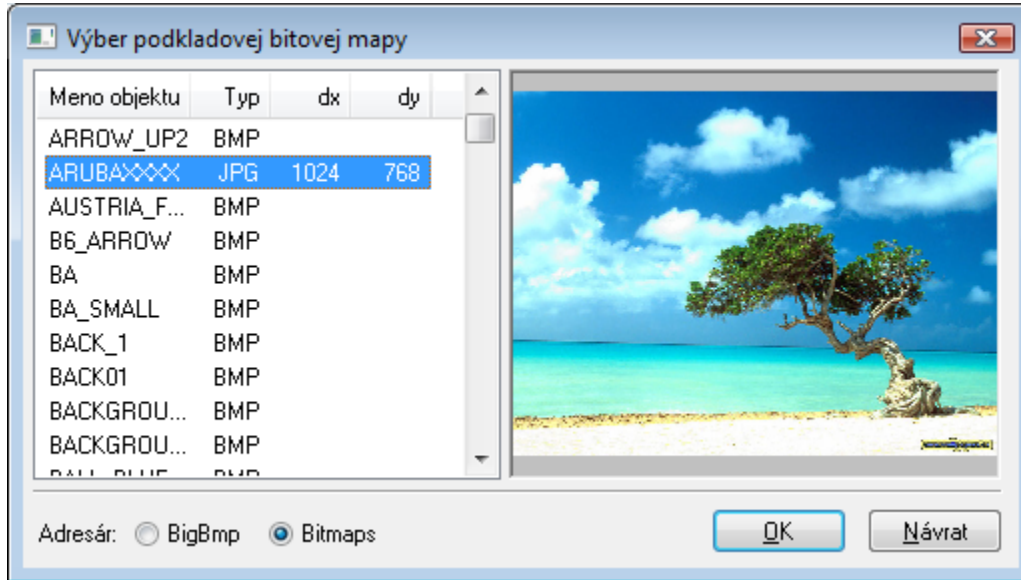 Výber podkladovej bitovej mapy
Meno objektu Typ dx dy
ARROW_UP2 BMP
ARUBAXXXX JPG 1024 768
AUSTRIA_F... BMP
B6_ARROW BMP
BA BMP
BA_SMALL BMP
BACK_1 BMP
BACK01 BMP
BACKGROU... BMP
BACKGROU... BMP
Adresár: BigBmp Bitmaps OK Návrat